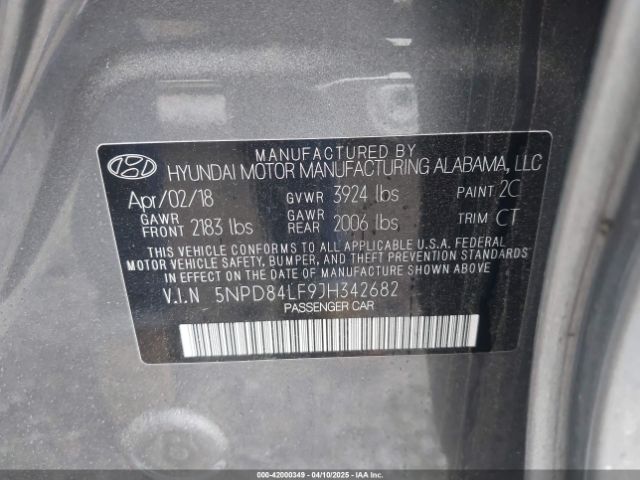 MANUFACTURED BY
HYUNDAI MOTOR MANUFACTURING ALABAMA, LLC
Apr/02/18 GVWR 3924 lbs PAINT 2C
GAWR FRONT 2183 lbs GAWR REAR 2006 lbs TRIM CT
THIS VEHICLE CONFORMS TO ALL APPLICABLE U.S.A. FEDERAL
MOTOR VEHICLE SAFETY, BUMPER, AND THEFT PREVENTION
STANDARDS IN EFFECT ON THE DATE OF MANUFACTURE SHOWN ABOVE.
V.I.N 5NPD84LF9JH342682
PASSENGER CAR
000-42000349 04/10/2025 IAAI.COM